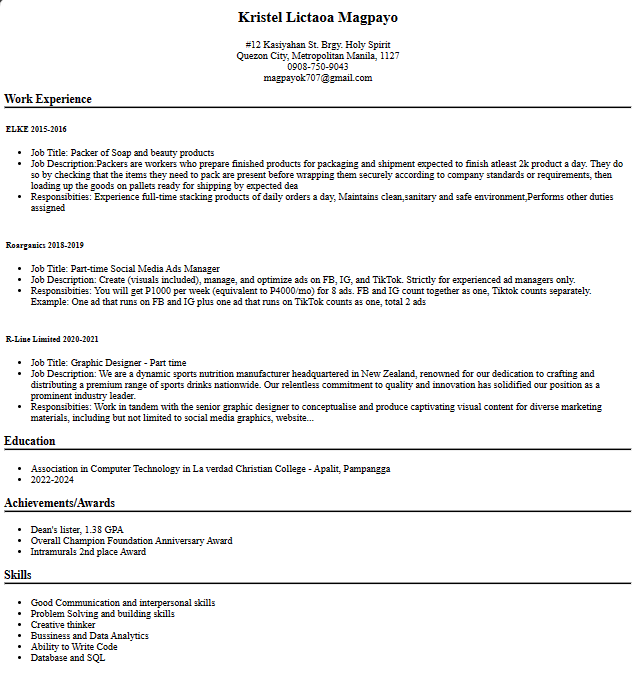 Kristel Lictaoa Magpayo
#12 Kasiyahan St. Brgy. Holy Spirit
Quezon City, Metropolitan Manila, 1127
0908-750-9043
magpayok707@gmail.com
Work Experience
ELKE 2015-2016
• Job Title: Packer of Soap and beauty products
• Job Description:Packers are workers who prepare finished products for packaging and shipment expected to finish atleast 2k product a day. They do
so by checking that the items they need to pack are present before wrapping them securely according to company standards or requirements, then
loading up the goods on pallets ready for shipping by expected dea
• Responsibities: Experience full-time stacking products of daily orders a day, Maintains clean,sanitary and safe environment,Performs other duties
assigned
Roarganics 2018-2019
• Job Title: Part-time Social Media Ads Manager
• Job Description: Create (visuals included), manage, and optimize ads on FB, IG, and TikTok. Strictly for experienced ad managers only.
• Responsibities: You will get P1000 per week (equivalent to P4000/mo) for 8 ads. FB and IG count together as one, Tiktok counts separately.
Example: One ad that runs on FB and IG plus one ad that runs on TikTok counts as one, total 2 ads
R-Line Limited 2020-2021
• Job Title: Graphic Designer - Part time
• Job Description: We are a dynamic sports nutrition manufacturer headquartered in New Zealand, renowned for our dedication to crafting and
distributing a premium range of sports drinks nationwide. Our relentless commitment to quality and innovation has solidified our position as a
prominent industry leader.
• Responsibities: Work in tandem with the senior graphic designer to conceptualise and produce captivating visual content for diverse marketing
materials, including but not limited to social media graphics, website...
Education
• Association in Computer Technology in La verdad Christian College - Apalit, Pampangga
• 2022-2024
Achievements/Awards
• Dean's lister, 1.38 GPA
• Overall Champion Foundation Anniversary Award
• Intramurals 2nd place Award
Skills
• Good Communication and interpersonal skills
• Problem Solving and building skills
• Creative thinker
• Bussiness and Data Analytics
• Ability to Write Code
• Database and SQL